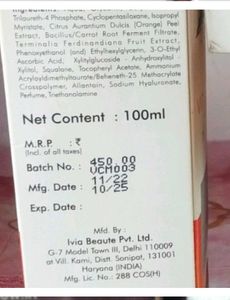 Trilaureth-4 Phosphate, Cyclopentasiloxane, Isopropyl
Myristate, Citrus Aurantium Dulcis (Orange) Peel
Extract, Bacillus/Carrot Root Ferment Filtrate,
Terminalia Ferdinandiana Fruit Extract,
Phenoxyethanol (and) Ethylhexylglycerin, 3-O-Ethyl
Ascorbic Acid, Xylitylglucoside - Anhydroxylitol -
Xylitol, Squalane, Tocopheryl Acetate, Ammonium
Acryloyldimethyltaurate/Beheneth-25 Methacrylate
Crosspolymer, Allantoin, Sodium Hyaluronate,
Perfume, Triethanolamine
Net Content : 100ml
M.R.P. : ₹ 450.00
(Incl. of all taxes)
Batch No. : VCM003
Mfg. Date : 11/22
Exp. Date : 10/25
Mfd. By :
Ivia Beaute Pvt. Ltd.
G-7 Model Town III, Delhi 110009
at Vill. Kami, Distt. Sonipat, 131001
Haryana (INDIA)
Mfg. Lic. No.: 288 COS(H)